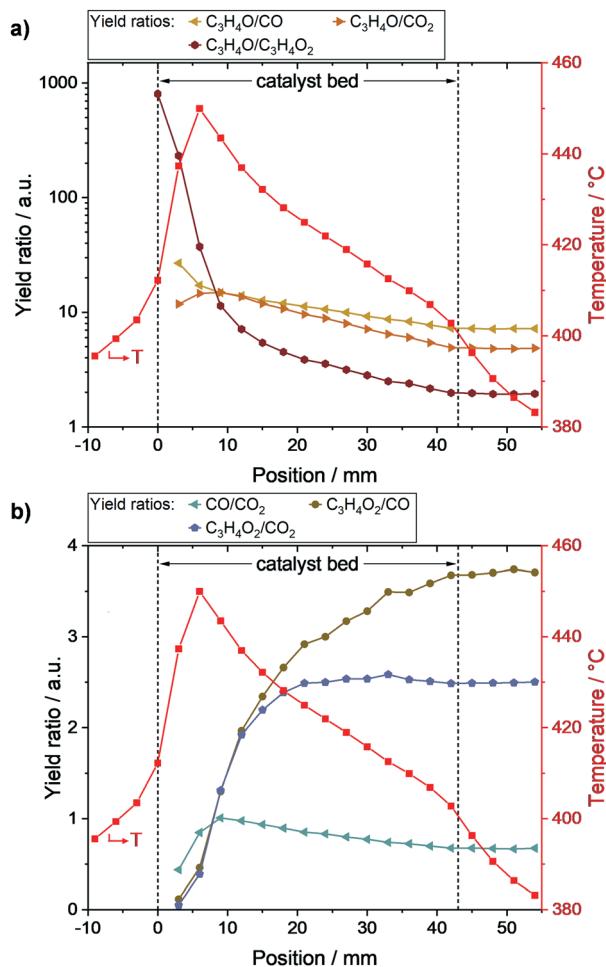 a)
Yield ratios: C₃H₄O/CO C₃H₄O/CO₂
C₃H₄O/C₃H₄O₂
catalyst bed
Yield ratio / a.u.
1000
100
10
1
Temperature / °C
460
440
420
400
380
T
-10 0 10 20 30 40 50
Position / mm
b)
Yield ratios: CO/CO₂ C₃H₄O₂/CO
C₃H₄O₂/CO₂
catalyst bed
Yield ratio / a.u.
4
3
2
1
0
Temperature / °C
460
440
420
400
380
T
-10 0 10 20 30 40 50
Position / mm